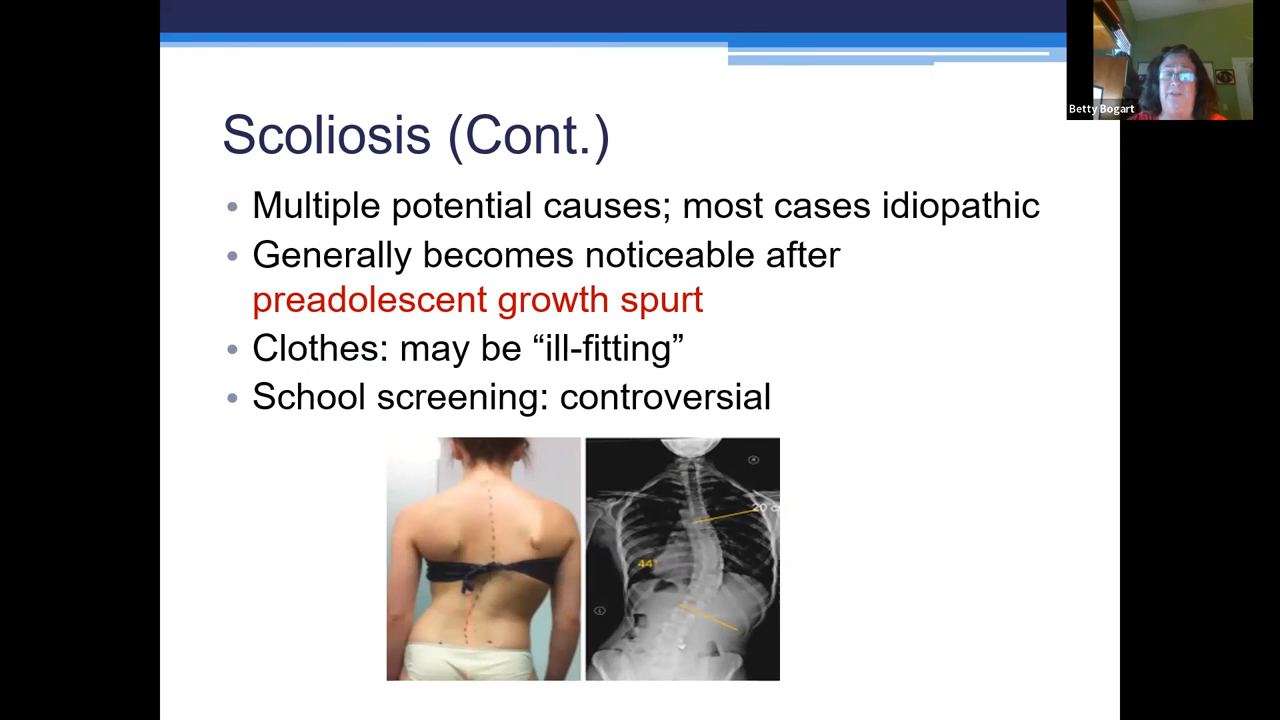 Betty Bogart
Scoliosis (Cont.)
• Multiple potential causes; most cases idiopathic
• Generally becomes noticeable after
preadolescent growth spurt
• Clothes: may be “ill-fitting”
• School screening: controversial
44°